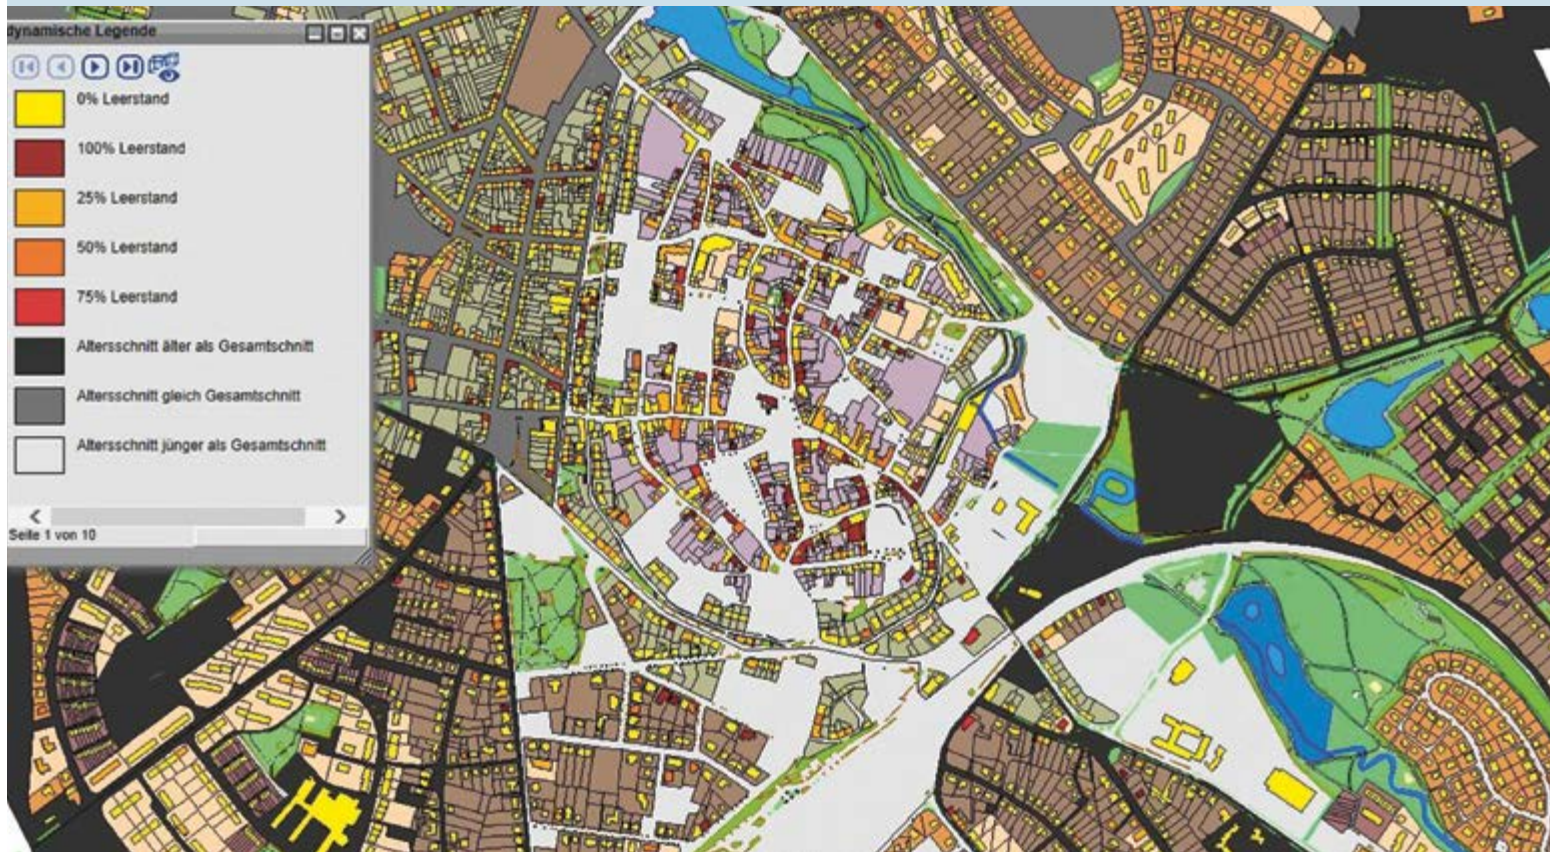 dynamische Legende
0% Leerstand
100% Leerstand
25% Leerstand
50% Leerstand
75% Leerstand
Altersschnitt älter als Gesamtschnitt
Altersschnitt gleich Gesamtschnitt
Altersschnitt jünger als Gesamtschnitt
Seite 1 von 10